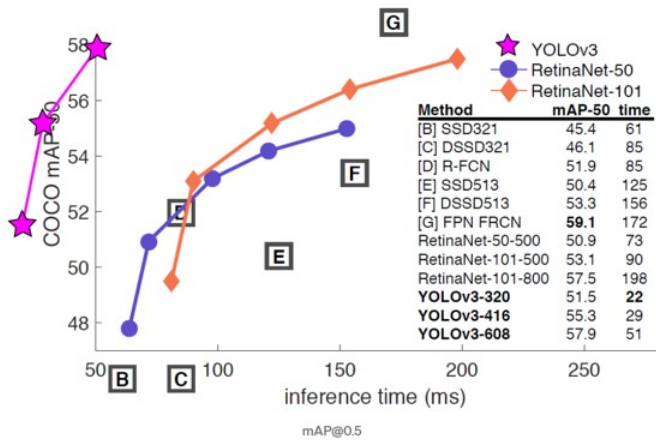 G
58
YOLOv3
RetinaNet-50
RetinaNet-101
56
COCO mAP-50
Method mAP-50 time
[B] SSD321 45.4 61
[C] DSSD321 46.1 85
[D] R-FCN 51.9 85
[E] SSD513 50.4 125
[F] DSSD513 53.3 156
[G] FPN FRCN 59.1 172
RetinaNet-50-500 50.9 73
RetinaNet-101-500 53.1 90
RetinaNet-101-800 57.5 198
YOLOv3-320 51.5 22
YOLOv3-416 55.3 29
YOLOv3-608 57.9 51
54
F
D
52
E
50
48
50 100 150 200 250
B C
inference time (ms)
mAP@0.5